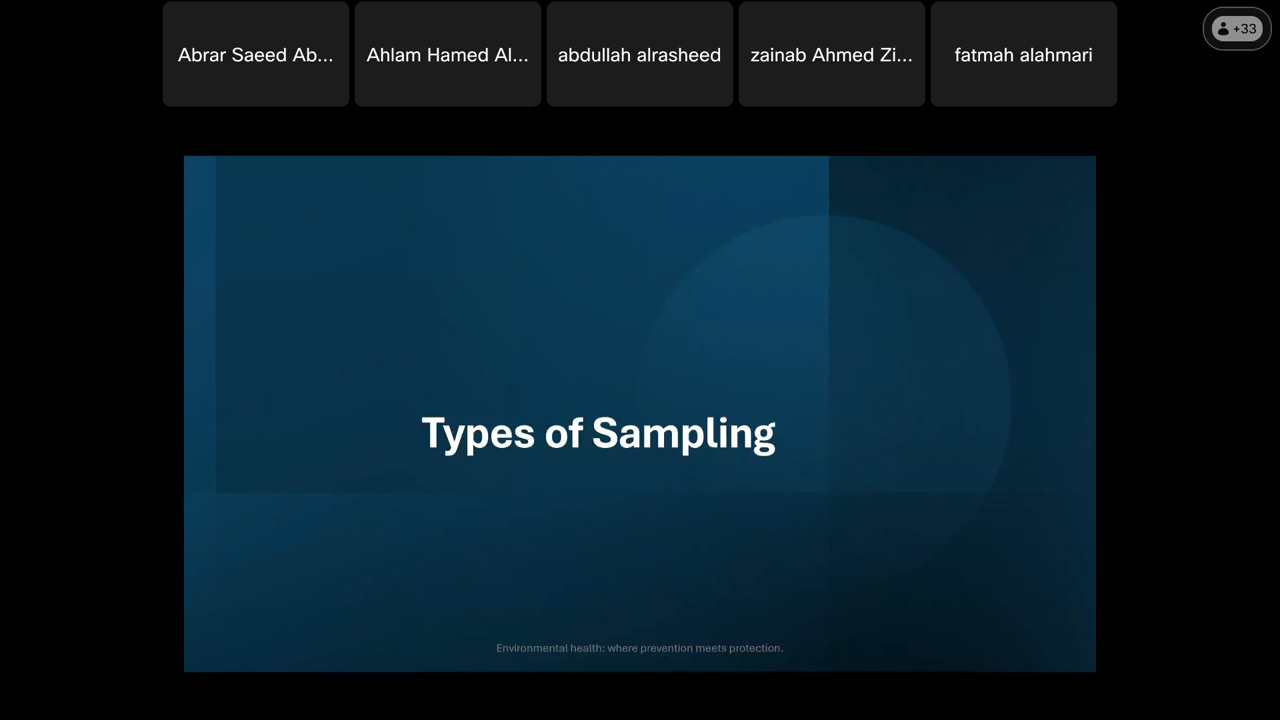 Abrar Saeed Ab...
Ahlam Hamed Al...
abdullah alrasheed
zainab Ahmed Zi...
fatmah alahmari
+33
Types of Sampling
Environmental health: where prevention meets protection.